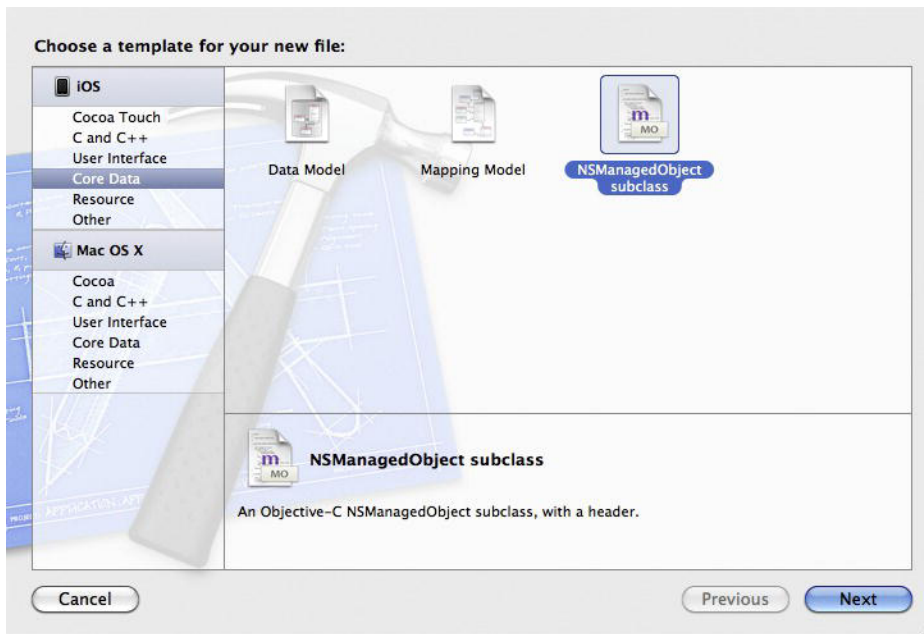 Choose a template for your new file:
iOS
Cocoa Touch
C and C++
User Interface
Core Data
Resource
Other
Mac OS X
Cocoa
C and C++
User Interface
Core Data
Resource
Other
Data Model
Mapping Model
m
MO
NSManagedObject
subclass
m
MO
NSManagedObject subclass
An Objective-C NSManagedObject subclass, with a header.
Cancel
Previous
Next